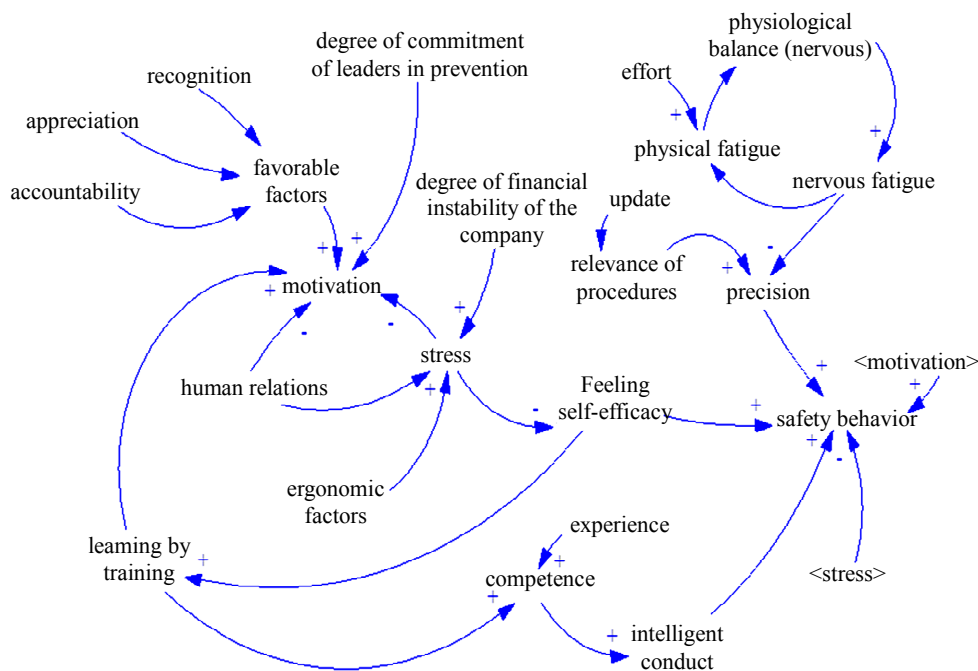 degree of commitment
of leaders in prevention
physiological
balance (nervous)
recognition
effort
+
appreciation
+
favorable
factors
physical fatigue
accountability
degree of financial
instability of the
company
nervous fatigue
update
+
+
-
relevance of
procedures
+
precision
+
motivation
-
-
+
stress
+
human relations
Feeling
self-efficacy
-
+
<motivation>
+
+
safety behavior
+
-
ergonomic
factors
experience
+
learning by
training
+
competence
+
<stress>
+
intelligent
conduct